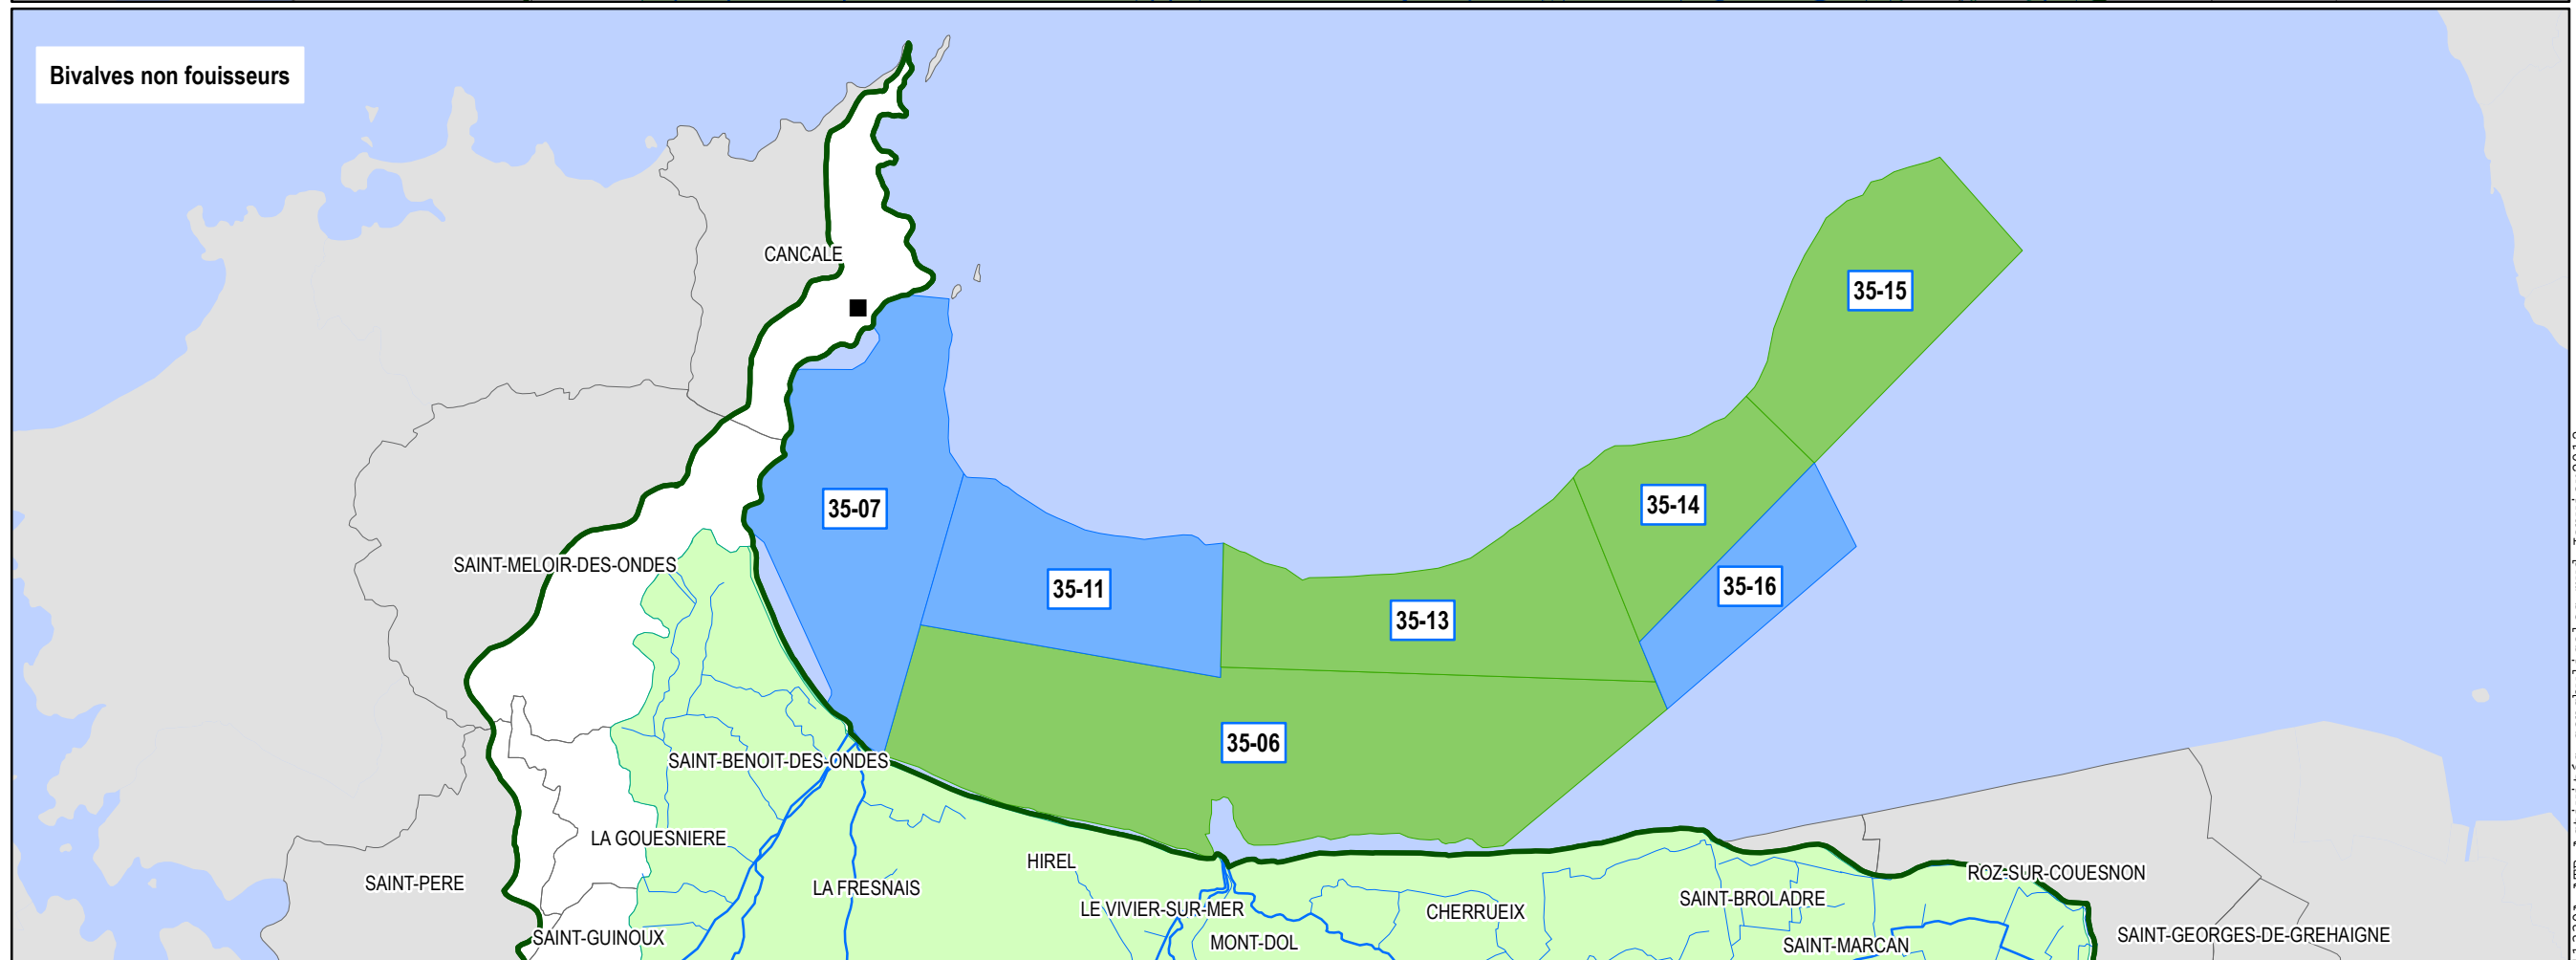 Bivalves non fouisseurs
CANCALE
35-15
35-07
35-14
SAINT-MELOIR-DES-ONDES
35-11
35-16
35-13
35-06
SAINT-BENOIT-DES-ONDES
LA GOUESNIERE
HIREL
ROZ-SUR-COUESNON
SAINT-PERE
LA FRESNAIS
SAINT-BROLADRE
LE VIVIER-SUR-MER
CHERRUEIX
SAINT-GUINOUX
MONT-DOL
SAINT-MARCAN
SAINT-GEORGES-DE-GREHAIGNE